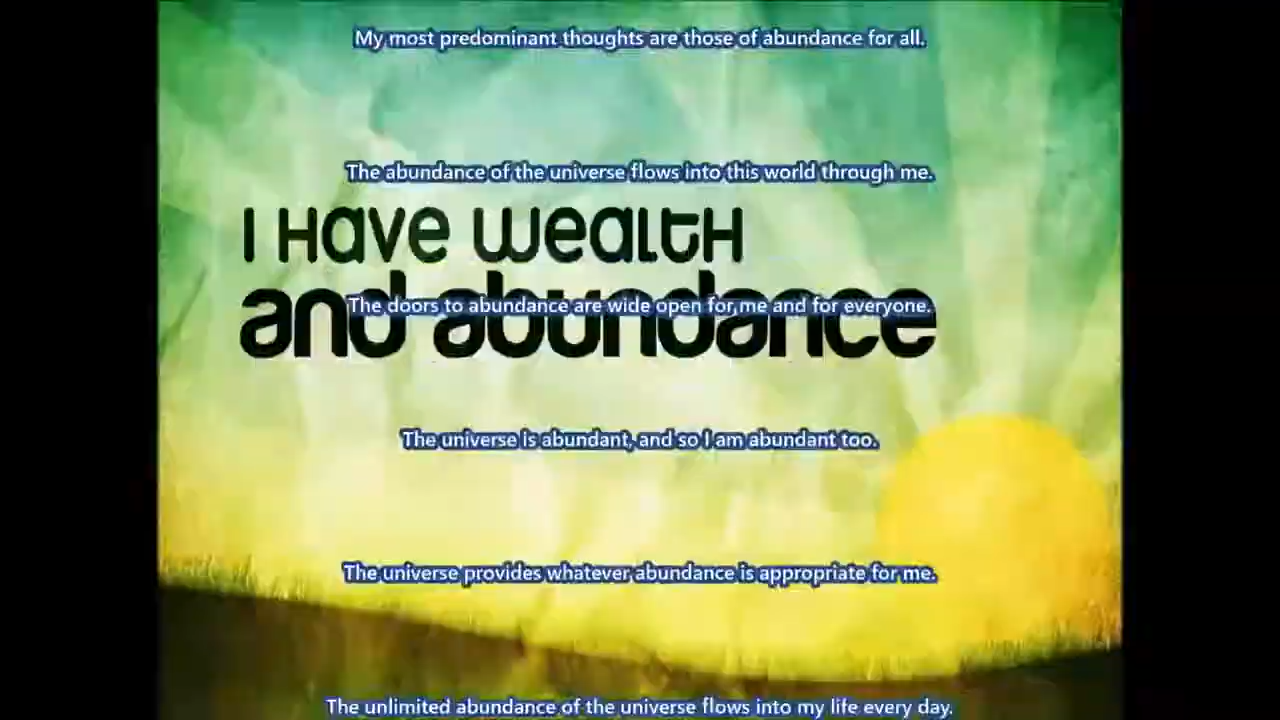 My most predominant thoughts are those of abundance for all.
The abundance of the universe flows into this world through me.
I Have wealth
and abundance
The doors to abundance are wide open for me and for everyone.
The universe is abundant, and so I am abundant too.
The universe provides whatever abundance is appropriate for me.
The unlimited abundance of the universe flows into my life every day.